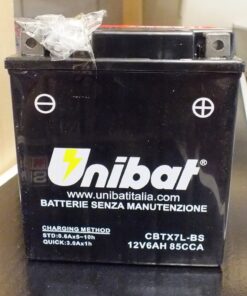 Unibat
www.unibatitalia.com
BATTERIE SENZA MANUTENZIONE
CBTX7L-BS
CHARGING METHOD
STD:0.6Ax5~10h
12V6AH 85CCA
QUICK:3.0Ax1h